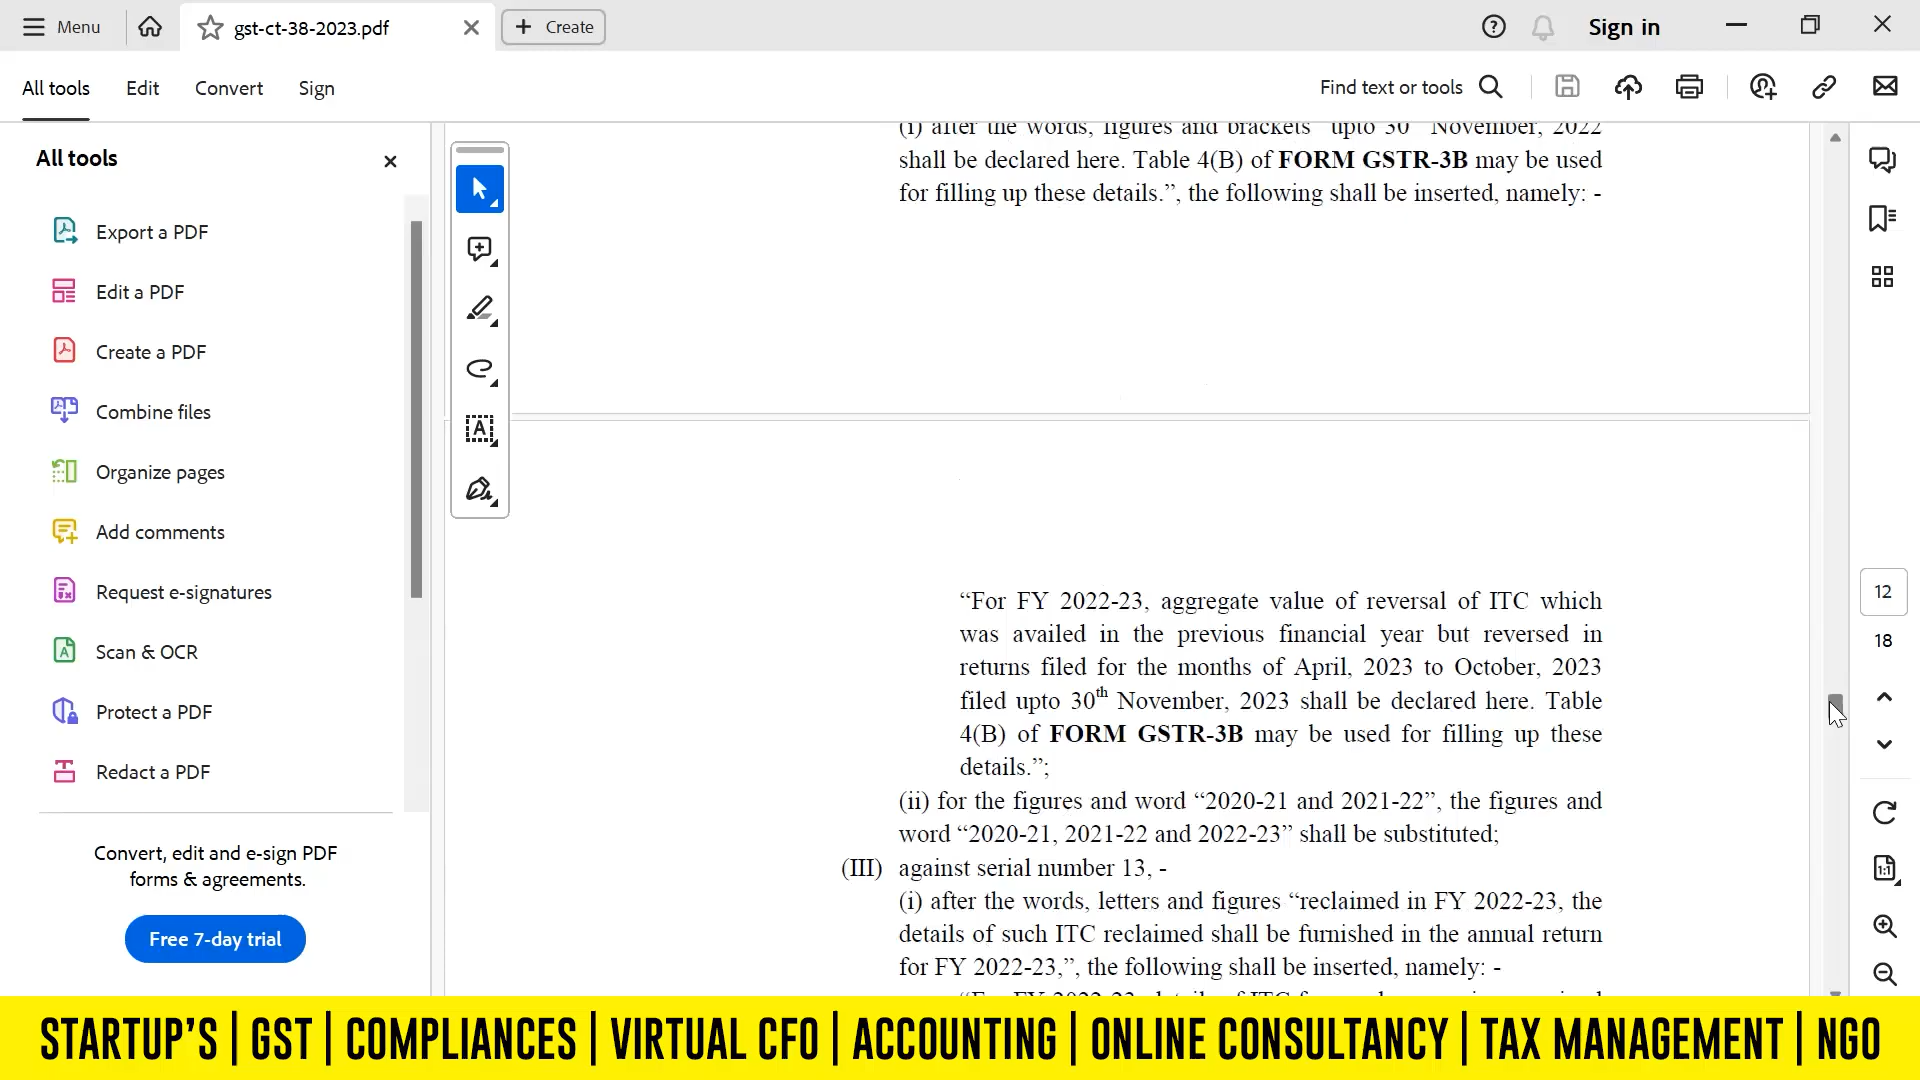 Menu
gst-ct-38-2023.pdf
Create
Sign in
All tools
Edit
Convert
Sign
Find text or tools
All tools
Export a PDF
Edit a PDF
Create a PDF
Combine files
Organize pages
Add comments
Request e-signatures
Scan & OCR
Protect a PDF
Redact a PDF
Convert, edit and e-sign PDF
forms & agreements.
Free 7-day trial
(i) after the words, figures and brackets “upto 30 November, 2022
shall be declared here. Table 4(B) of FORM GSTR-3B may be used
for filling up these details.”, the following shall be inserted, namely: -
“For FY 2022-23, aggregate value of reversal of ITC which
was availed in the previous financial year but reversed in
returns filed for the months of April, 2023 to October, 2023
filed upto 30th November, 2023 shall be declared here. Table
4(B) of FORM GSTR-3B may be used for filling up these
details.”;
(ii) for the figures and word “2020-21 and 2021-22”, the figures and
word “2020-21, 2021-22 and 2022-23” shall be substituted;
(III) against serial number 13, -
(i) after the words, letters and figures “reclaimed in FY 2022-23, the
details of such ITC reclaimed shall be furnished in the annual return
for FY 2022-23,”, the following shall be inserted, namely: -
12
18
STARTUP’S | GST | COMPLIANCES | VIRTUAL CFO | ACCOUNTING | ONLINE CONSULTANCY | TAX MANAGEMENT | NGO